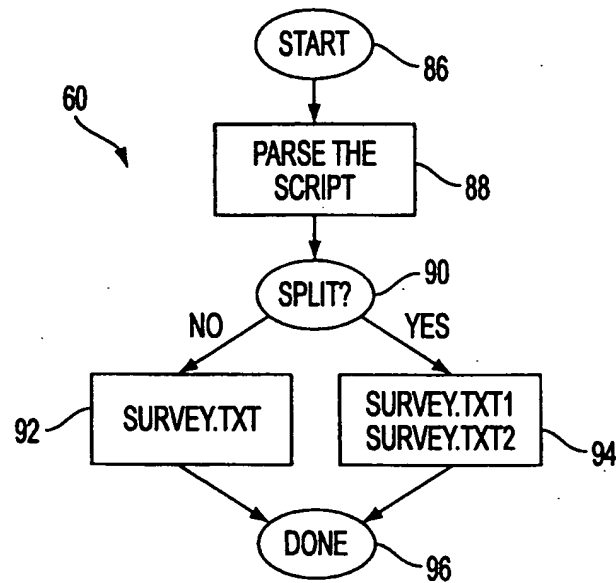 START
86
60
PARSE THE
SCRIPT
88
90
SPLIT?
NO
YES
92
SURVEY.TXT
SURVEY.TXT1
SURVEY.TXT2
94
DONE
96